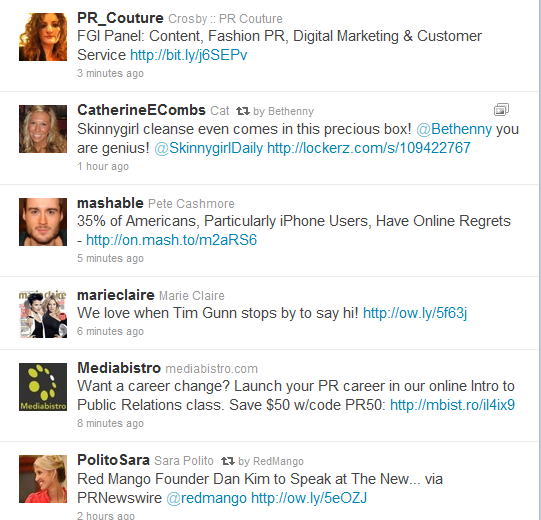 PR_Couture Crosby :: PR Couture
FGI Panel: Content, Fashion PR, Digital Marketing & Customer
Service http://bit.ly/j6SEPv
3 minutes ago
CatherineECombs Cat by Bethenny
Skinnygirl cleanse even comes in this precious box! @Bethenny you
are genius! @SkinnygirlDaily http://lockerz.com/s/109422767
1 hour ago
mashable Pete Cashmore
35% of Americans, Particularly iPhone Users, Have Online Regrets
- http://on.mash.to/m2aRS6
5 minutes ago
marie claire
marieclaire Marie Claire
We love when Tim Gunn stops by to say hi! http://ow.ly/5f63j
6 minutes ago
Mediabistro
Mediabistro mediabistro.com
Want a career change? Launch your PR career in our online Intro to
Public Relations class. Save $50 w/code PR50: http://mbist.ro/il4ix9
8 minutes ago
PolitoSara Sara Polito by RedMango
Red Mango Founder Dan Kim to Speak at The New... via
PRNewswire @redmango http://ow.ly/5eOZJ
2 hours ago